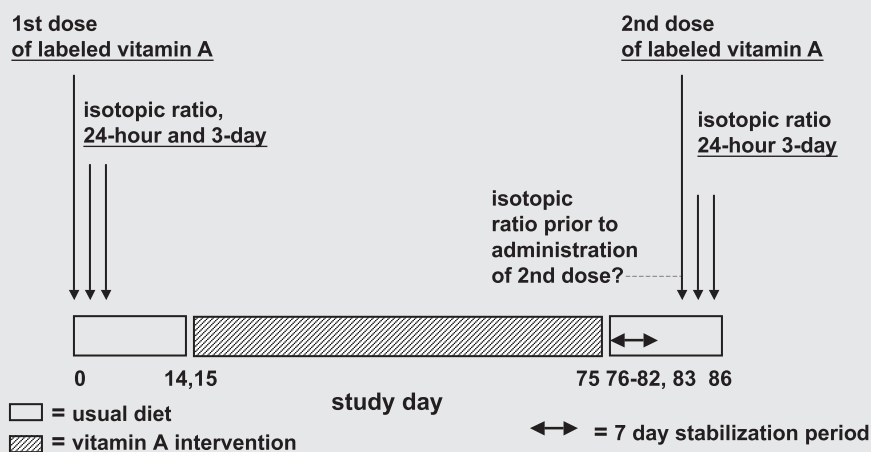 1st dose
of labeled vitamin A
2nd dose
of labeled vitamin A
isotopic ratio,
24-hour and 3-day
isotopic ratio
24-hour 3-day
isotopic
ratio prior to
administration
of 2nd dose?
0 14,15 75 76-82, 83 86
study day
= usual diet
= vitamin A intervention
= 7 day stabilization period